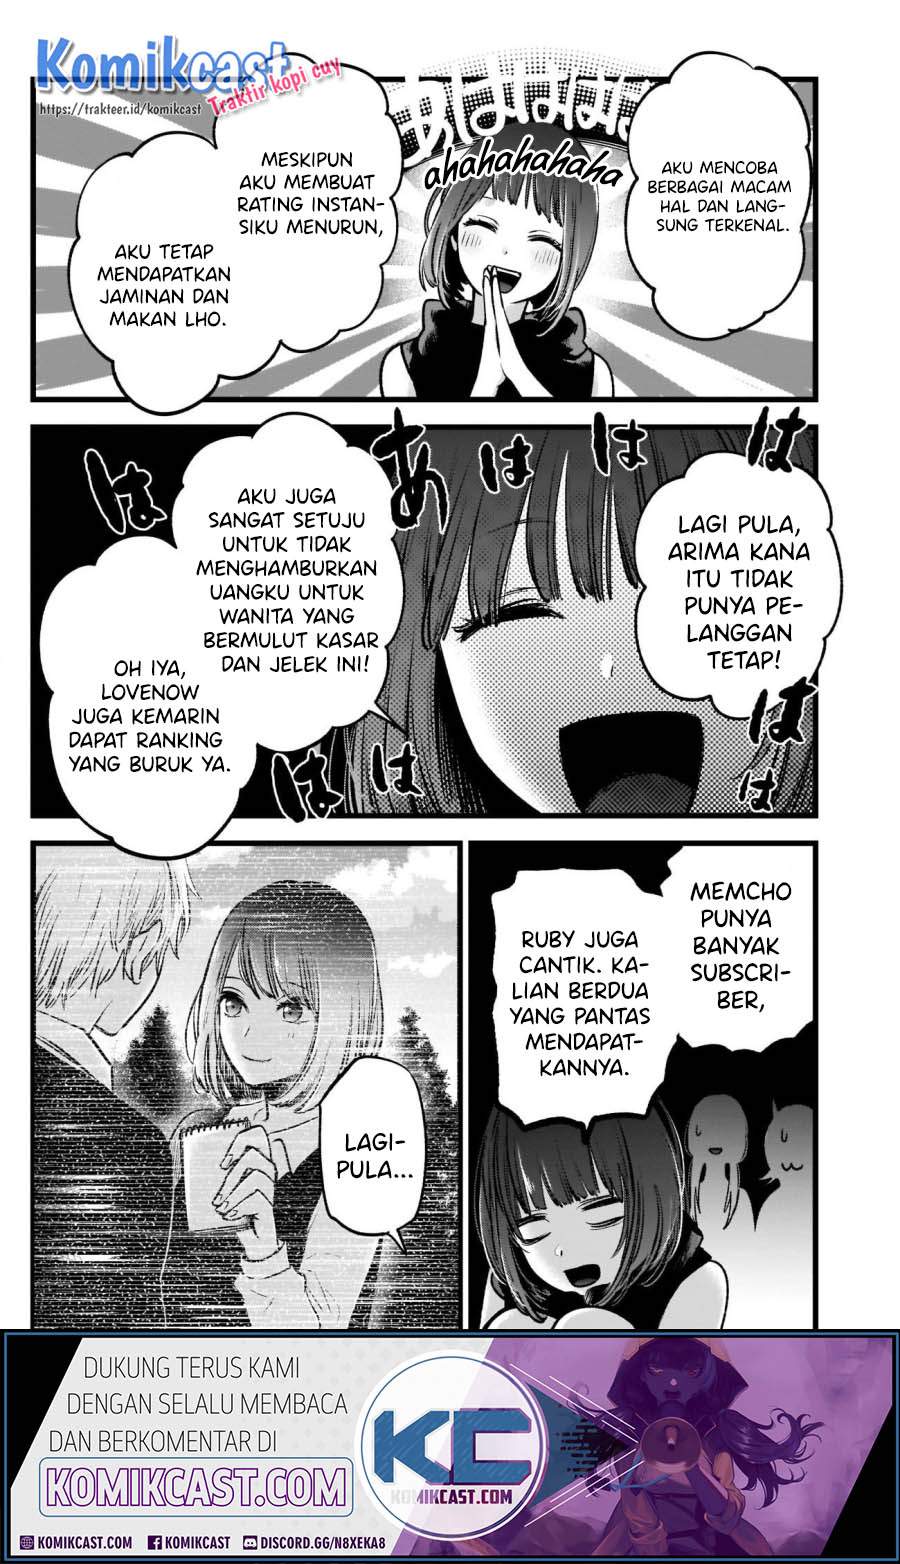 Komikcast
Traktir kopi cuy
https://trakteer.id/komikcast
あははははは
ahahahahaha
AKU MENCOBA
BERBAGAI MACAM
HAL DAN LANG-
SUNG TERKENAL.
MESKIPUN
AKU MEMBUAT
RATING INSTAN-
SIKU MENURUN,
AKU TETAP
MENDAPATKAN
JAMINAN DAN
MAKAN LHO.
は
あ
は
は
は
LAGI PULA,
ARIMA KANA
ITU TIDAK
PUNYA PE-
LANGGAN
TETAP!
AKU JUGA
SANGAT SETUJU
UNTUK TIDAK
MENGHAMBURKAN
UANGKU UNTUK
WANITA YANG
BERMULUT KASAR
DAN JELEK INI!
OH IYA,
LOVENOW
JUGA KEMARIN
DAPAT RANKING
YANG BURUK YA.
は
は
は
は
は
MEMCHO
PUNYA
BANYAK
SUBSCRI-
BER,
RUBY JUGA
CANTIK. KA-
LIAN BERDUA
YANG PANTAS
MENDAPAT-
KANNYA.
LAGI-
PULA...
DUKUNG TERUS KAMI
DENGAN SELALU MEMBACA
DAN BERKOMENTAR DI
KOMIKCAST.COM
KC
KOMIKCAST.COM
KOMIKCAST.COM KOMIKCAST DISCORD.GG/N8XEKA8